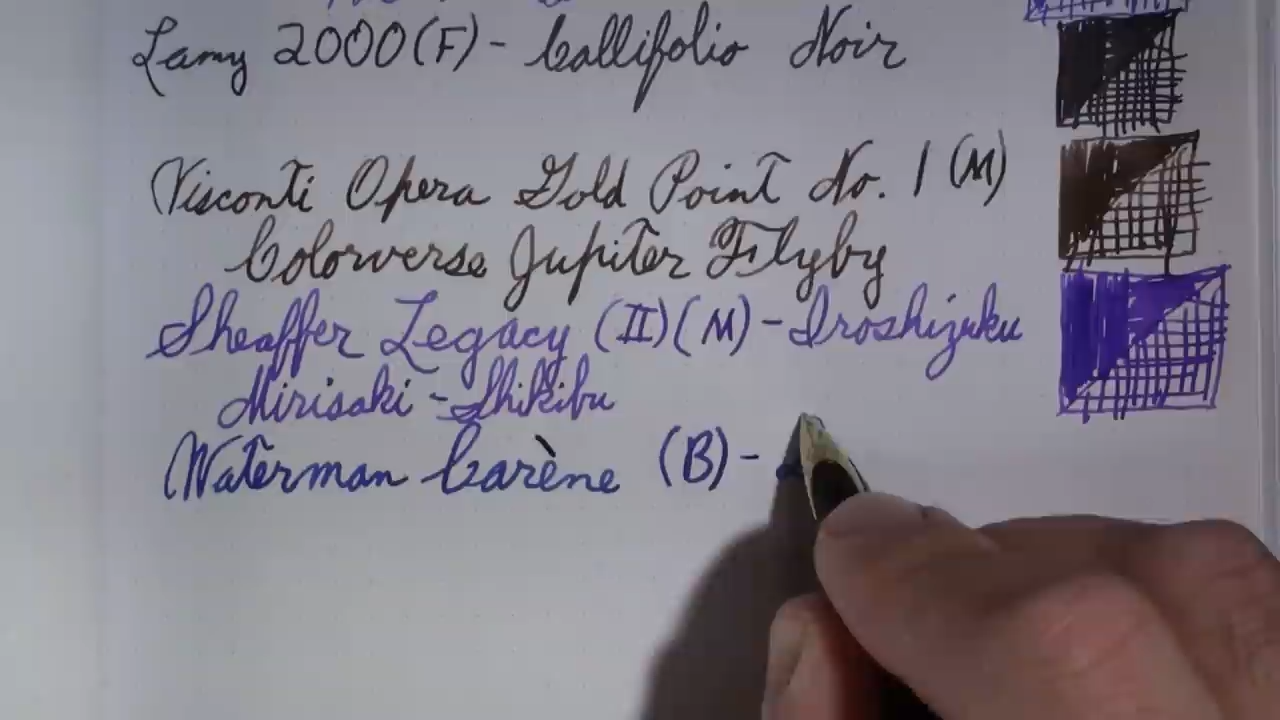 Lamy 2000 (F) - Callifolio Noir
Visconti Opera Gold Point No. 1 (M)
Colorverse Jupiter Flyby
Sheaffer Legacy (II) (M) - Iroshizuku
Mirisaki - Shikibu
Waterman Carène (B) -